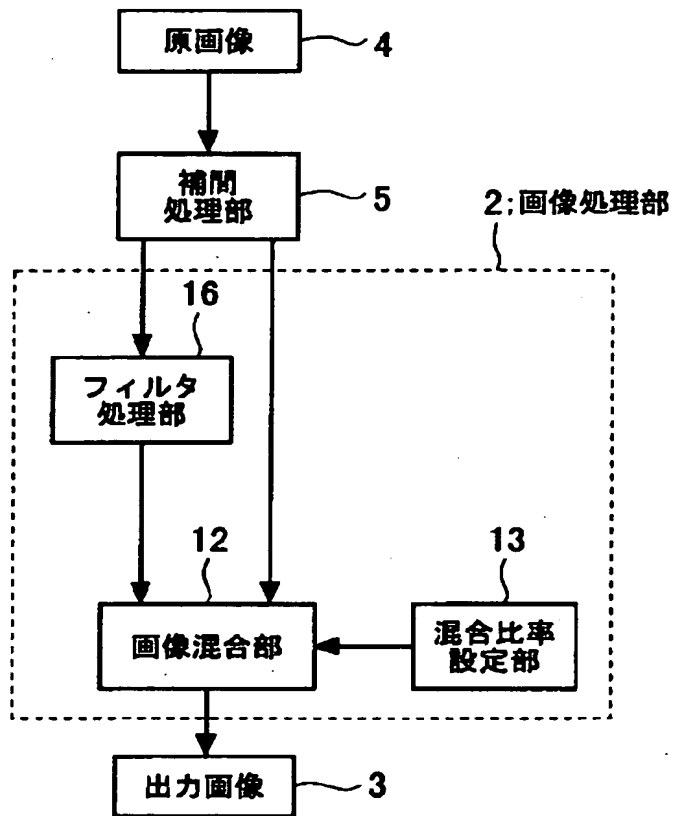 原画像
4
補間
処理部
5
2;画像処理部
16
フィルタ
処理部
12
13
画像混合部
混合比率
設定部
出力画像
3